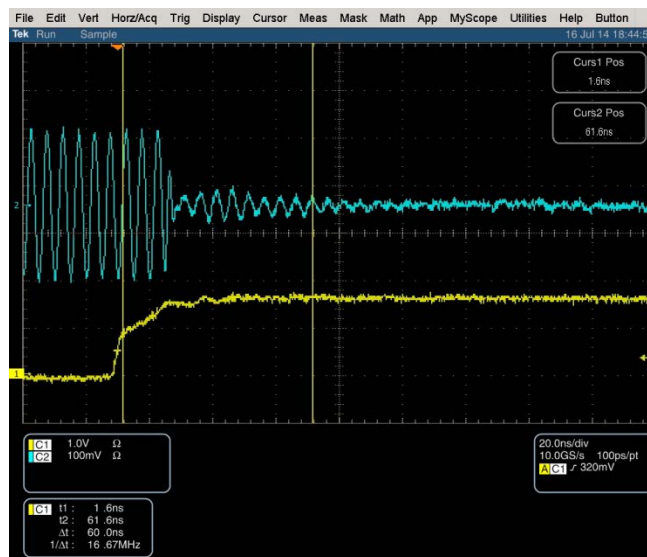 File Edit Vert Horz/Acq Trig Display Cursor Meas Mask Math App MyScope Utilities Help Button
Tek Run Sample 16 Jul 14 18:44:5
Curs1 Pos
1.6ns
Curs2 Pos
61.6ns
2
1
C1 1.0V Ω
C2 100mV Ω
20.0ns/div
10.0GS/s 100ps/pt
A C1 320mV
C1 t1 : 1.6ns
t2 : 61.6ns
Δt : 60.0ns
1/Δt : 16.67MHz